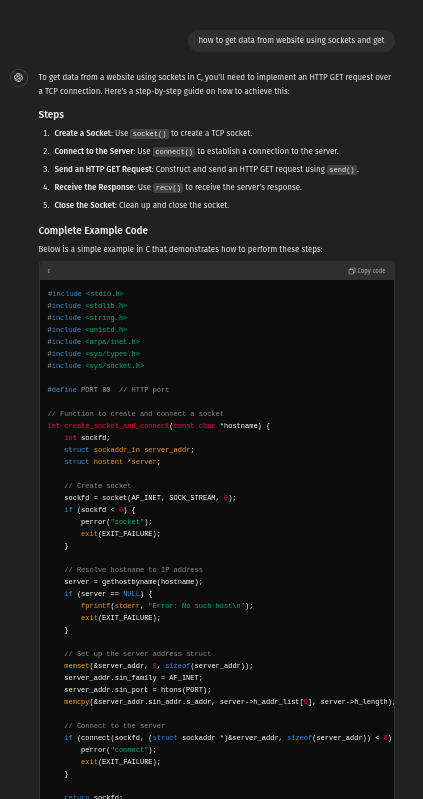 how to get data from website using sockets and get
To get data from a website using sockets in C, you'll need to implement an HTTP GET request over
a TCP connection. Here's a step-by-step guide on how to achieve this:
Steps
1. Create a Socket: Use socket() to create a TCP socket.
2. Connect to the Server: Use connect() to establish a connection to the server.
3. Send an HTTP GET Request: Construct and send an HTTP GET request using send().
4. Receive the Response: Use recv() to receive the server's response.
5. Close the Socket: Clean up and close the socket.
Complete Example Code
Below is a simple example in C that demonstrates how to perform these steps:
c Copy code
#include <stdio.h>
#include <stdlib.h>
#include <string.h>
#include <unistd.h>
#include <arpa/inet.h>
#include <sys/types.h>
#include <sys/socket.h>
#define PORT 80  // HTTP port
// Function to create and connect a socket
int create_socket_and_connect(const char *hostname) {
    int sockfd;
    struct sockaddr_in server_addr;
    struct hostent *server;
    // Create socket
    sockfd = socket(AF_INET, SOCK_STREAM, 0);
    if (sockfd < 0) {
        perror("socket");
        exit(EXIT_FAILURE);
    }
    // Resolve hostname to IP address
    server = gethostbyname(hostname);
    if (server == NULL) {
        fprintf(stderr, "Error: No such host\n");
        exit(EXIT_FAILURE);
    }
    // Set up the server address struct
    memset(&server_addr, 0, sizeof(server_addr));
    server_addr.sin_family = AF_INET;
    server_addr.sin_port = htons(PORT);
    memcpy(&server_addr.sin_addr.s_addr, server->h_addr_list[0], server->h_length);
    // Connect to the server
    if (connect(sockfd, (struct sockaddr *)&server_addr, sizeof(server_addr)) < 0)
        perror("connect");
        exit(EXIT_FAILURE);
    }
    return sockfd;